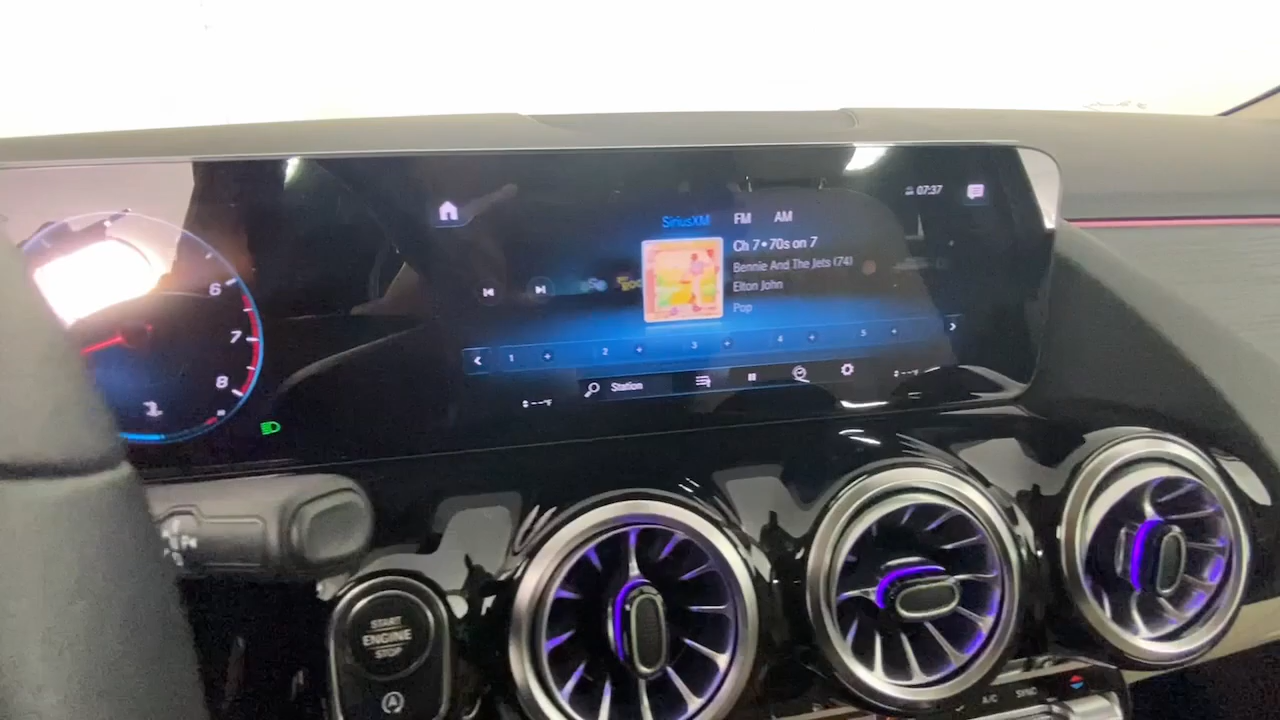 07:37
SiriusXM FM AM
Ch 7•70s on 7
Bennie And The Jets (74)
Elton John
Pop
1 2 3 4 5
Station
--°F
--°F
6
7
8
START
ENGINE
STOP
A
A/C SYNC